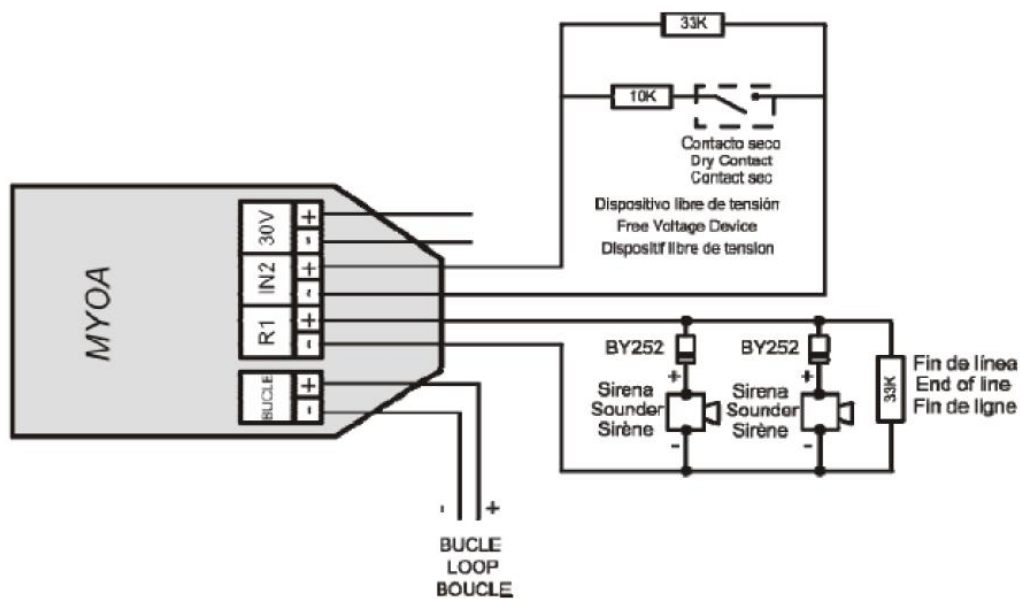 33K
10K
Contacto seco
Dry Contact
Contact sec
Dispositivo libre de tensión
Free Voltage Device
Dispositif libre de tension
MYOA
30V
+
-
IN2
+
-
R1
+
-
BUCLE
+
-
BY252
BY252
+
+
Sirena
Sounder
Sirène
Sirena
Sounder
Sirène
-
-
33K
Fin de línea
End of line
Fin de ligne
- +
BUCLE
LOOP
BOUCLE